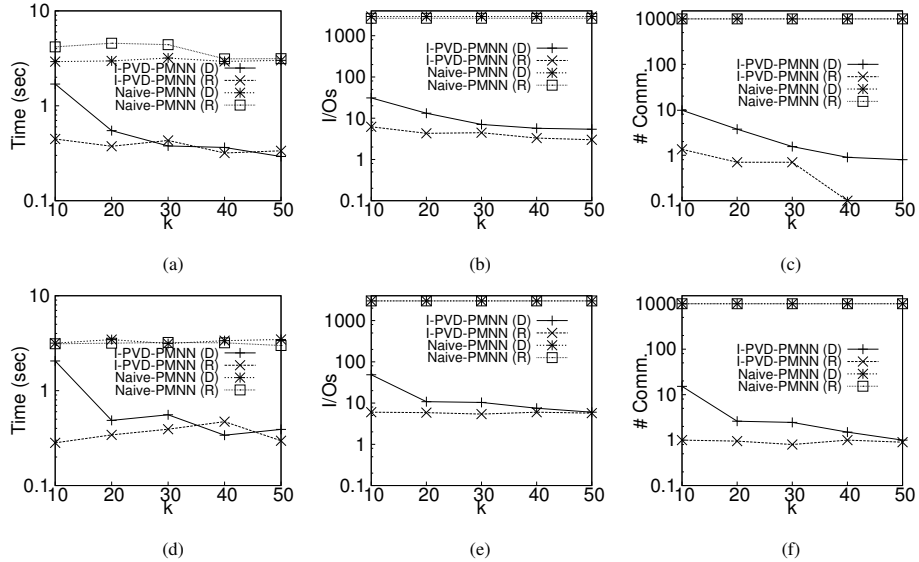 10
1
0.1
Time (sec)
10 20 30 40 50
k
I-PVD-PMNN (D)
I-PVD-PMNN (R)
Naive-PMNN (D)
Naive-PMNN (R)
(a)
1000
100
10
1
0.1
I/Os
10 20 30 40 50
k
I-PVD-PMNN (D)
I-PVD-PMNN (R)
Naive-PMNN (D)
Naive-PMNN (R)
(b)
1000
100
10
1
0.1
# Comm.
10 20 30 40 50
k
I-PVD-PMNN (D)
I-PVD-PMNN (R)
Naive-PMNN (D)
Naive-PMNN (R)
(c)
10
1
0.1
Time (sec)
10 20 30 40 50
k
I-PVD-PMNN (D)
I-PVD-PMNN (R)
Naive-PMNN (D)
Naive-PMNN (R)
(d)
1000
100
10
1
0.1
I/Os
10 20 30 40 50
k
I-PVD-PMNN (D)
I-PVD-PMNN (R)
Naive-PMNN (D)
Naive-PMNN (R)
(e)
1000
100
10
1
0.1
# Comm.
10 20 30 40 50
k
I-PVD-PMNN (D)
I-PVD-PMNN (R)
Naive-PMNN (D)
Naive-PMNN (R)
(f)